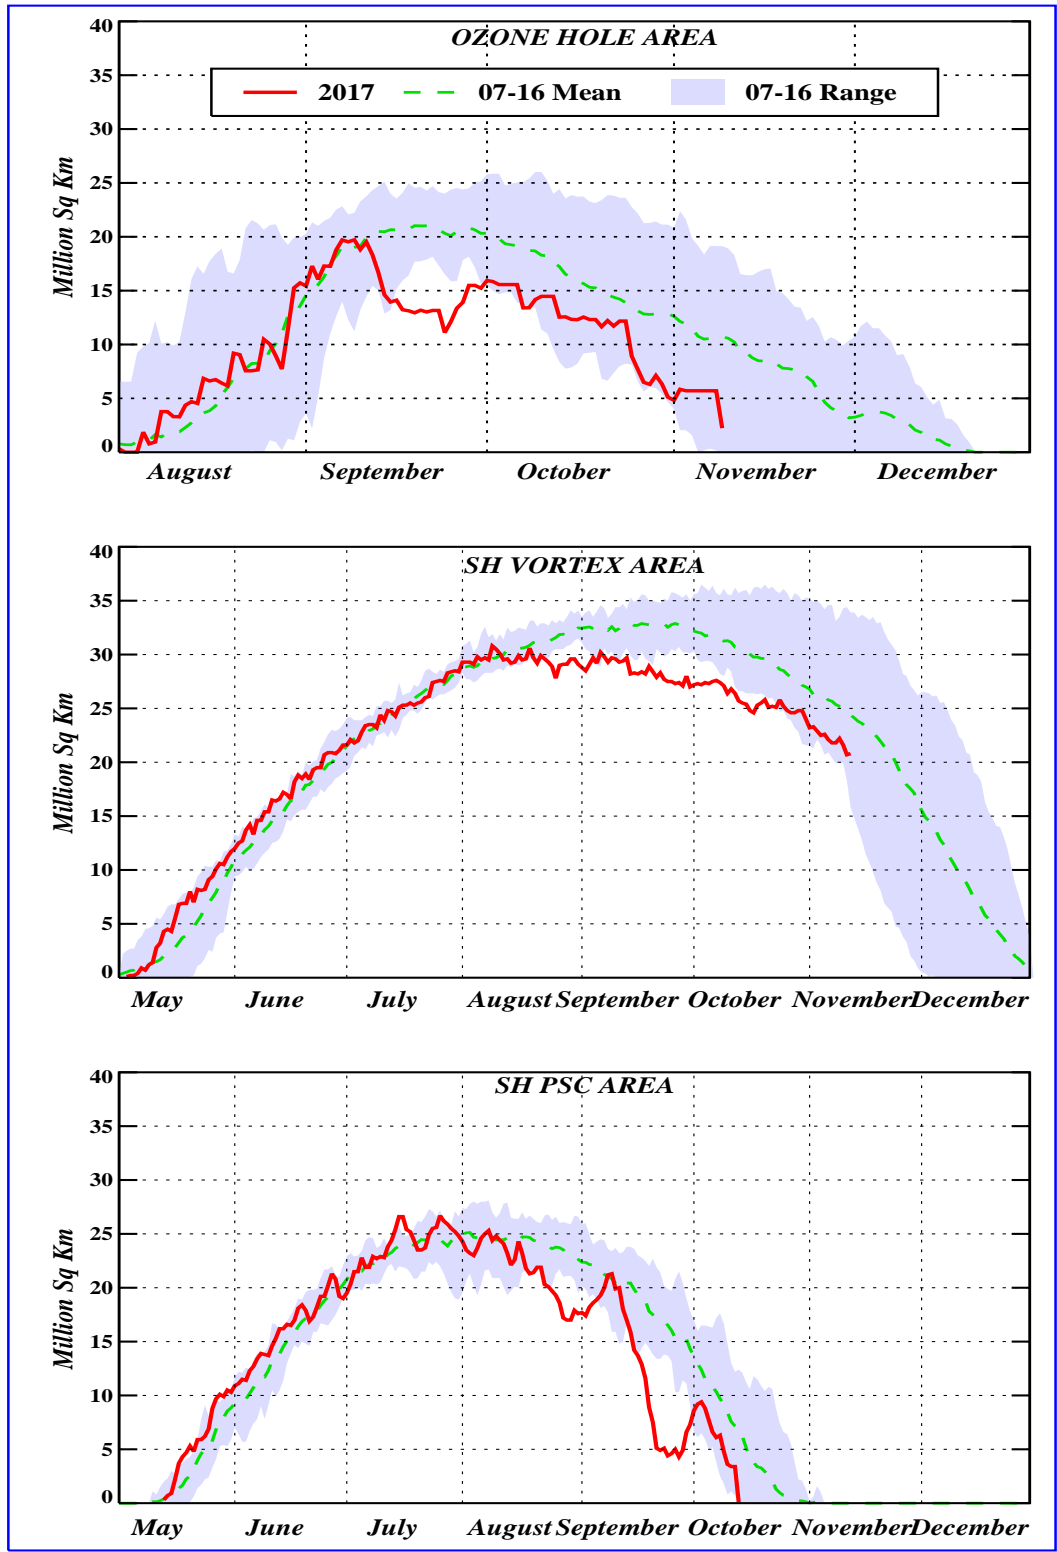 OZONE HOLE AREA
2017 07-16 Mean 07-16 Range
Million Sq Km
40
35
30
25
20
15
10
5
0
August September October November December
SH VORTEX AREA
Million Sq Km
40
35
30
25
20
15
10
5
0
May June July August September October November December
SH PSC AREA
Million Sq Km
40
35
30
25
20
15
10
5
0
May June July August September October November December